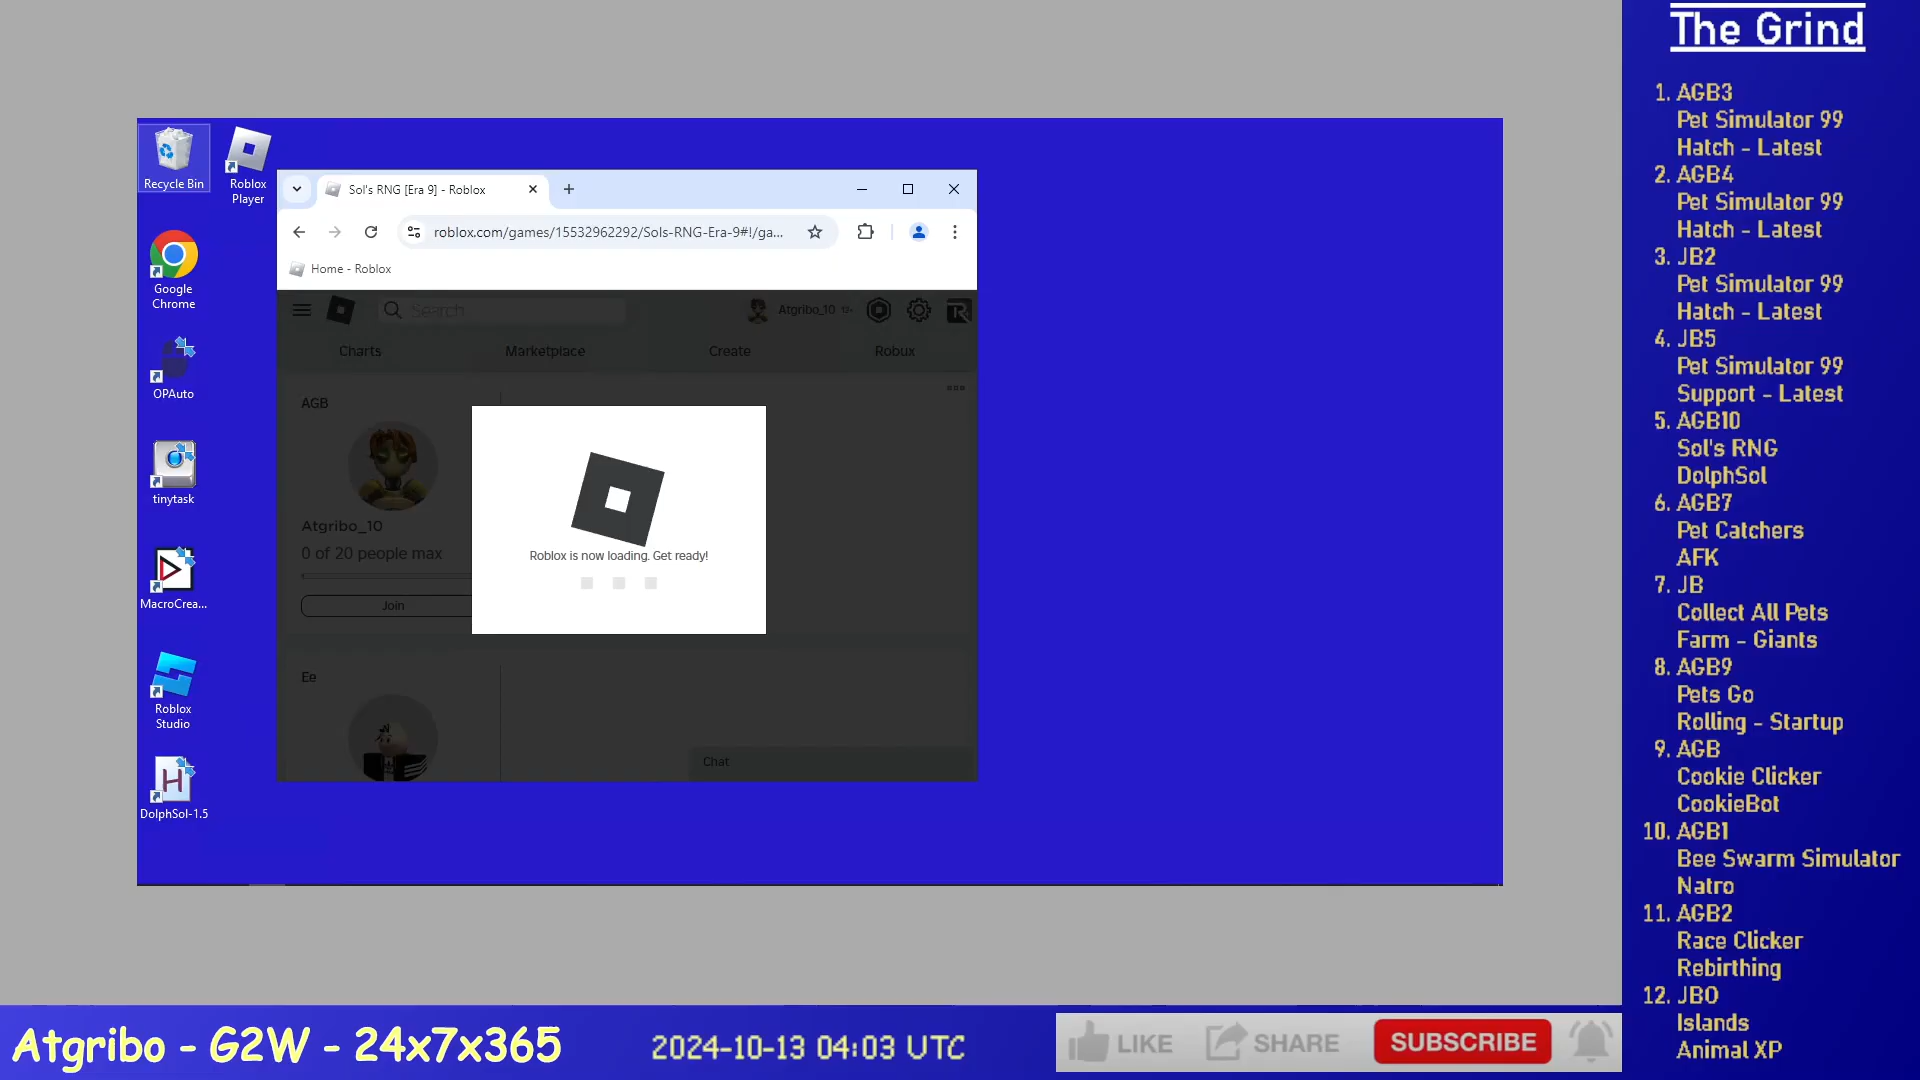 The Grind
1. AGB3
Pet Simulator 99
Hatch - Latest
2. AGB4
Pet Simulator 99
Hatch - Latest
3. JB2
Pet Simulator 99
Hatch - Latest
4. JB5
Pet Simulator 99
Support - Latest
5. AGB10
Sol's RNG
DolphSol
6. AGB7
Pet Catchers
AFK
7. JB
Collect All Pets
Farm - Giants
8. AGB9
Pets Go
Rolling - Startup
9. AGB
Cookie Clicker
CookieBot
10. AGB1
Bee Swarm Simulator
Natro
11. AGB2
Race Clicker
Rebirthing
12. JB0
Islands
Animal XP
Recycle Bin
Roblox
Player
Google
Chrome
OPAuto
tinytask
MacroCrea...
Roblox
Studio
DolphSol-1.5
Sol's RNG [Era 9] - Roblox
roblox.com/games/15532962292/Sols-RNG-Era-9#!/ga...
Home - Roblox
Search
Atgribo_10 13+
Charts
Marketplace
Create
Robux
AGB
Atgribo_10
0 of 20 people max
Join
Roblox is now loading. Get ready!
Ee
Chat
Atgribo - G2W - 24x7x365
2024-10-13 04:03 UTC
LIKE
SHARE
SUBSCRIBE